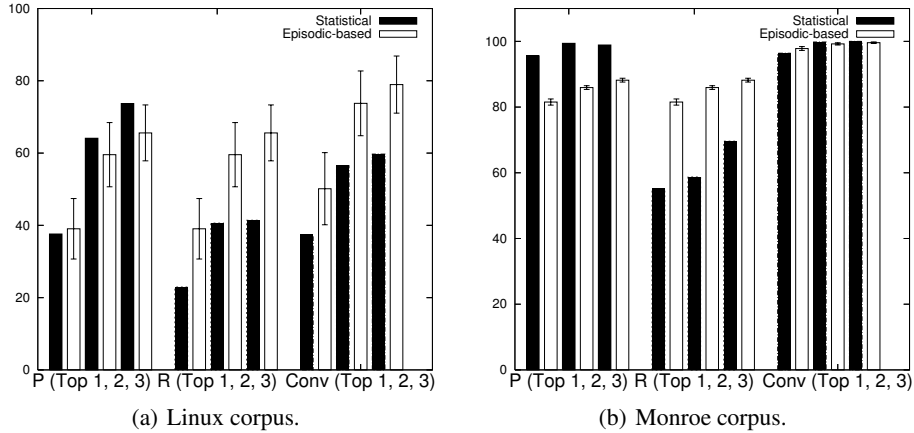 100
80
60
40
20
0
Statistical
Episodic-based
P (Top 1, 2, 3) R (Top 1, 2, 3) Conv (Top 1, 2, 3)
(a) Linux corpus.
100
80
60
40
20
0
Statistical
Episodic-based
P (Top 1, 2, 3) R (Top 1, 2, 3) Conv (Top 1, 2, 3)
(b) Monroe corpus.